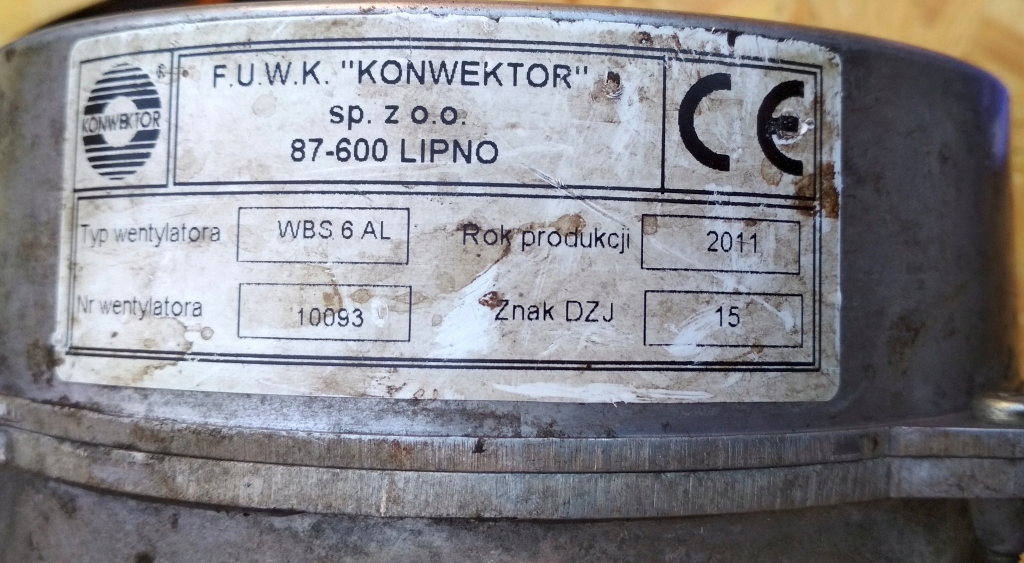 KONWEKTOR ®
F.U.W.K. "KONWEKTOR"
sp. z o.o.
87-600 LIPNO
CE
Typ wentylatora WBS 6 AL Rok produkcji 2011
Nr wentylatora 10093 Znak DZJ 15